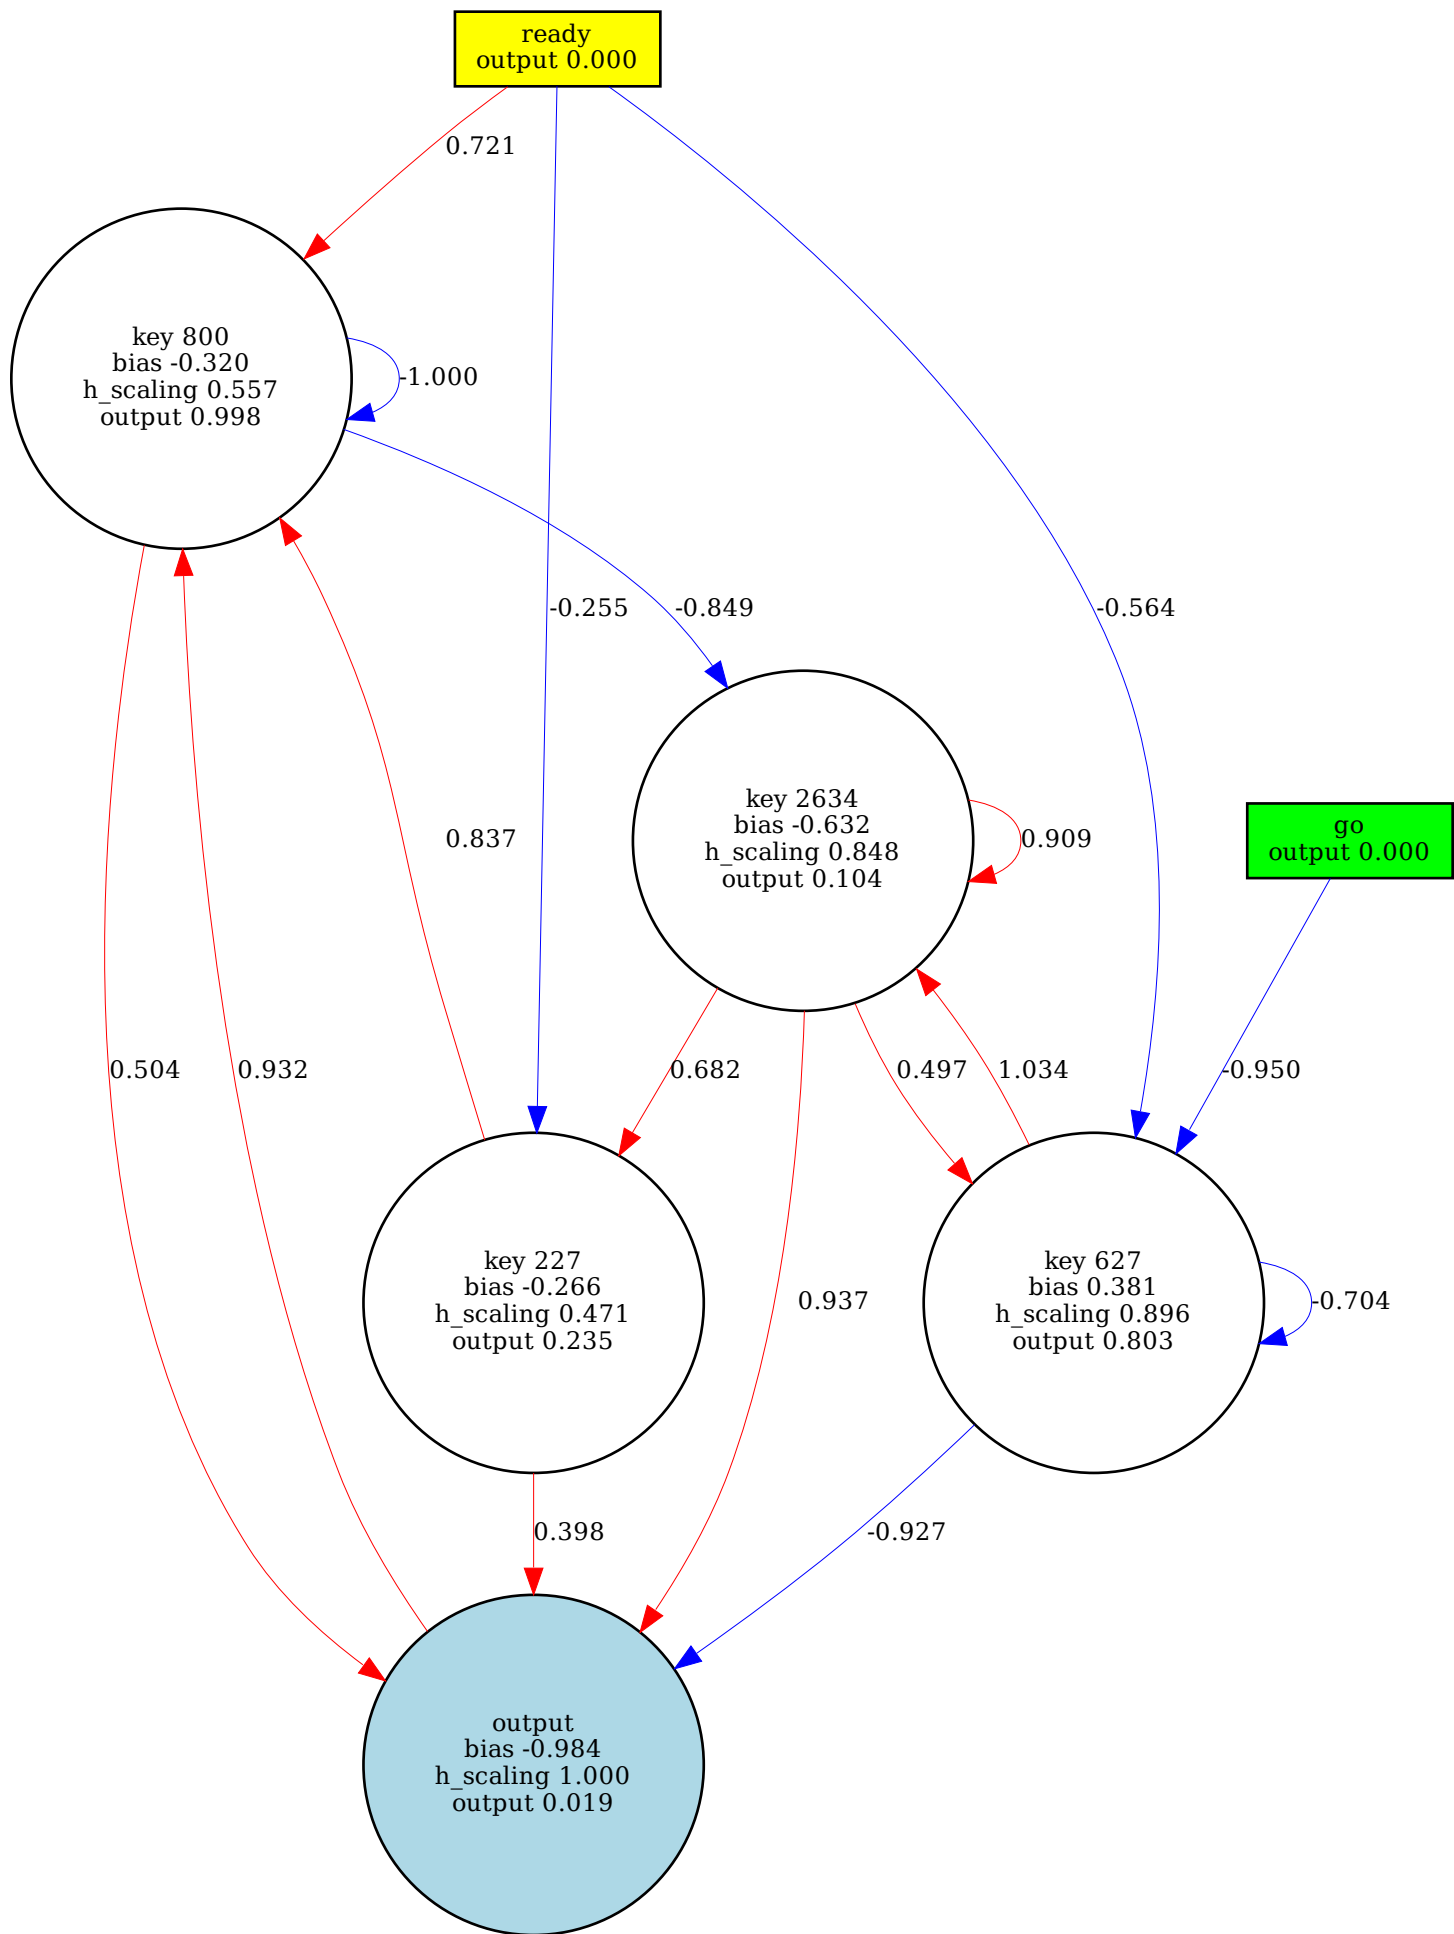 ready
output 0.000
0.721
key 800
bias -0.320
h_scaling 0.557
output 0.998
-1.000
-0.255
-0.849
-0.564
key 2634
bias -0.632
h_scaling 0.848
output 0.104
0.909
go
output 0.000
0.837
0.504
0.932
0.682
0.497
1.034
-0.950
key 227
bias -0.266
h_scaling 0.471
output 0.235
0.937
key 627
bias 0.381
h_scaling 0.896
output 0.803
-0.704
0.398
-0.927
output
bias -0.984
h_scaling 1.000
output 0.019